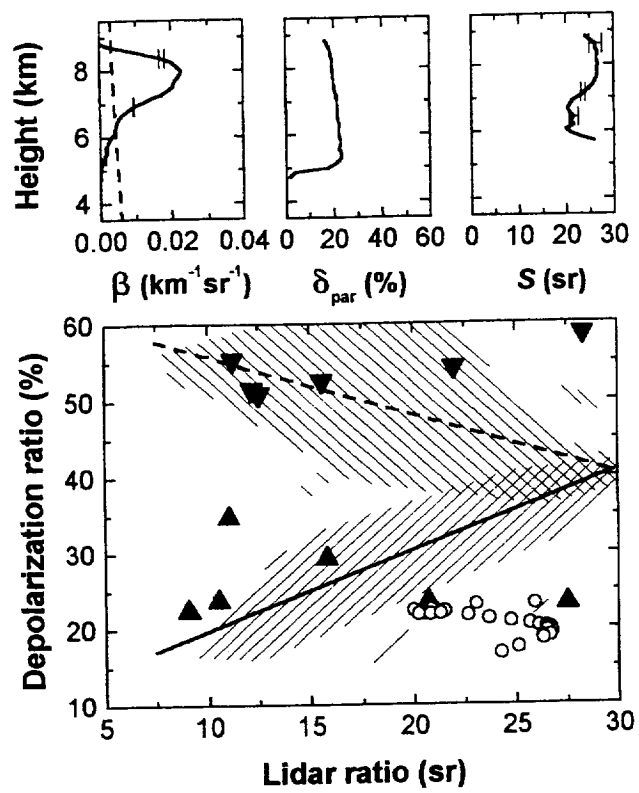 Height (km)
8
6
4
0.00 0.02 0.04
0 20 40 60
0 10 20 30
β (km⁻¹sr⁻¹)
δpar (%)
S (sr)
Depolarization ratio (%)
60
50
40
30
20
10
5 10 15 20 25 30
Lidar ratio (sr)